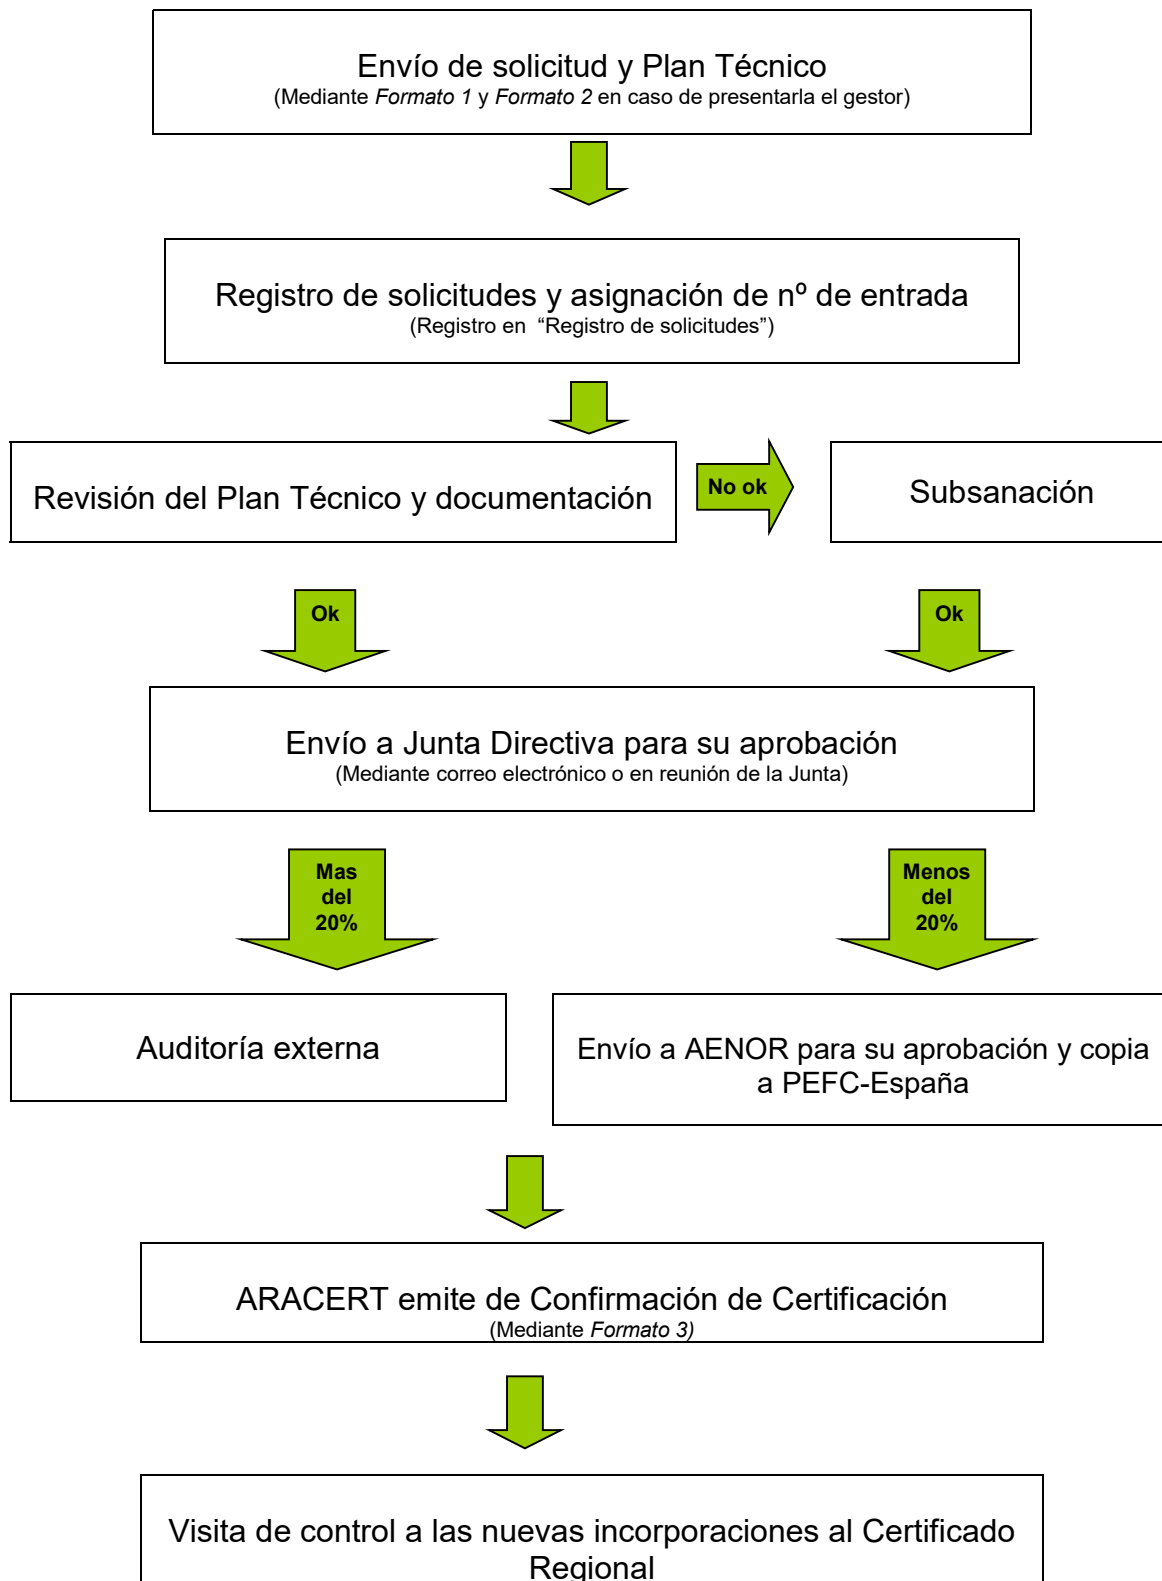 Envío de solicitud y Plan Técnico
(Mediante Formato 1 y Formato 2 en caso de presentarla el gestor)
Registro de solicitudes y asignación de nº de entrada
(Registro en “Registro de solicitudes”)
Revisión del Plan Técnico y documentación
No ok
Subsanación
Ok
Ok
Envío a Junta Directiva para su aprobación
(Mediante correo electrónico o en reunión de la Junta)
Mas
del
20%
Menos
del
20%
Auditoría externa
Envío a AENOR para su aprobación y copia
a PEFC-España
ARACERT emite de Confirmación de Certificación
(Mediante Formato 3)
Visita de control a las nuevas incorporaciones al Certificado
Regional